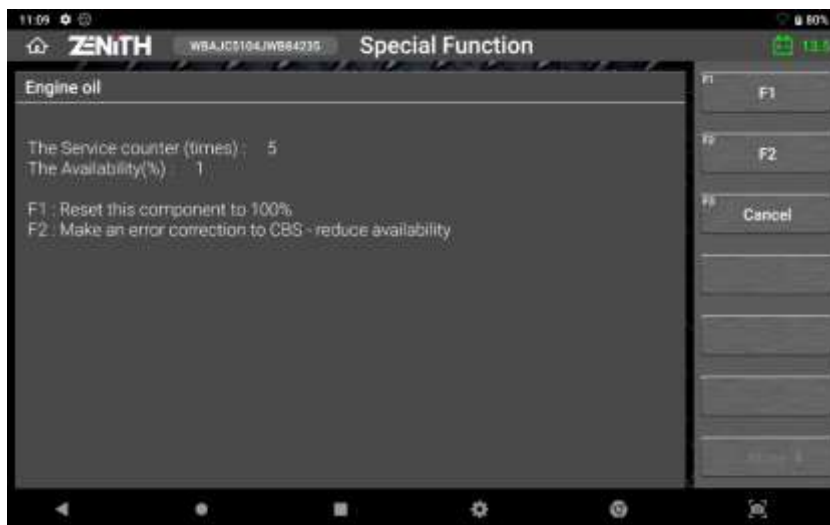 11:09
80%
ZENITH
Special Function
Engine oil
The Service counter (times) : 5
The Availability(%) : 1
F1 : Reset this component to 100%
F2 : Make an error correction to CBS - reduce availability
F1
F1
F2
F2
F3
Cancel